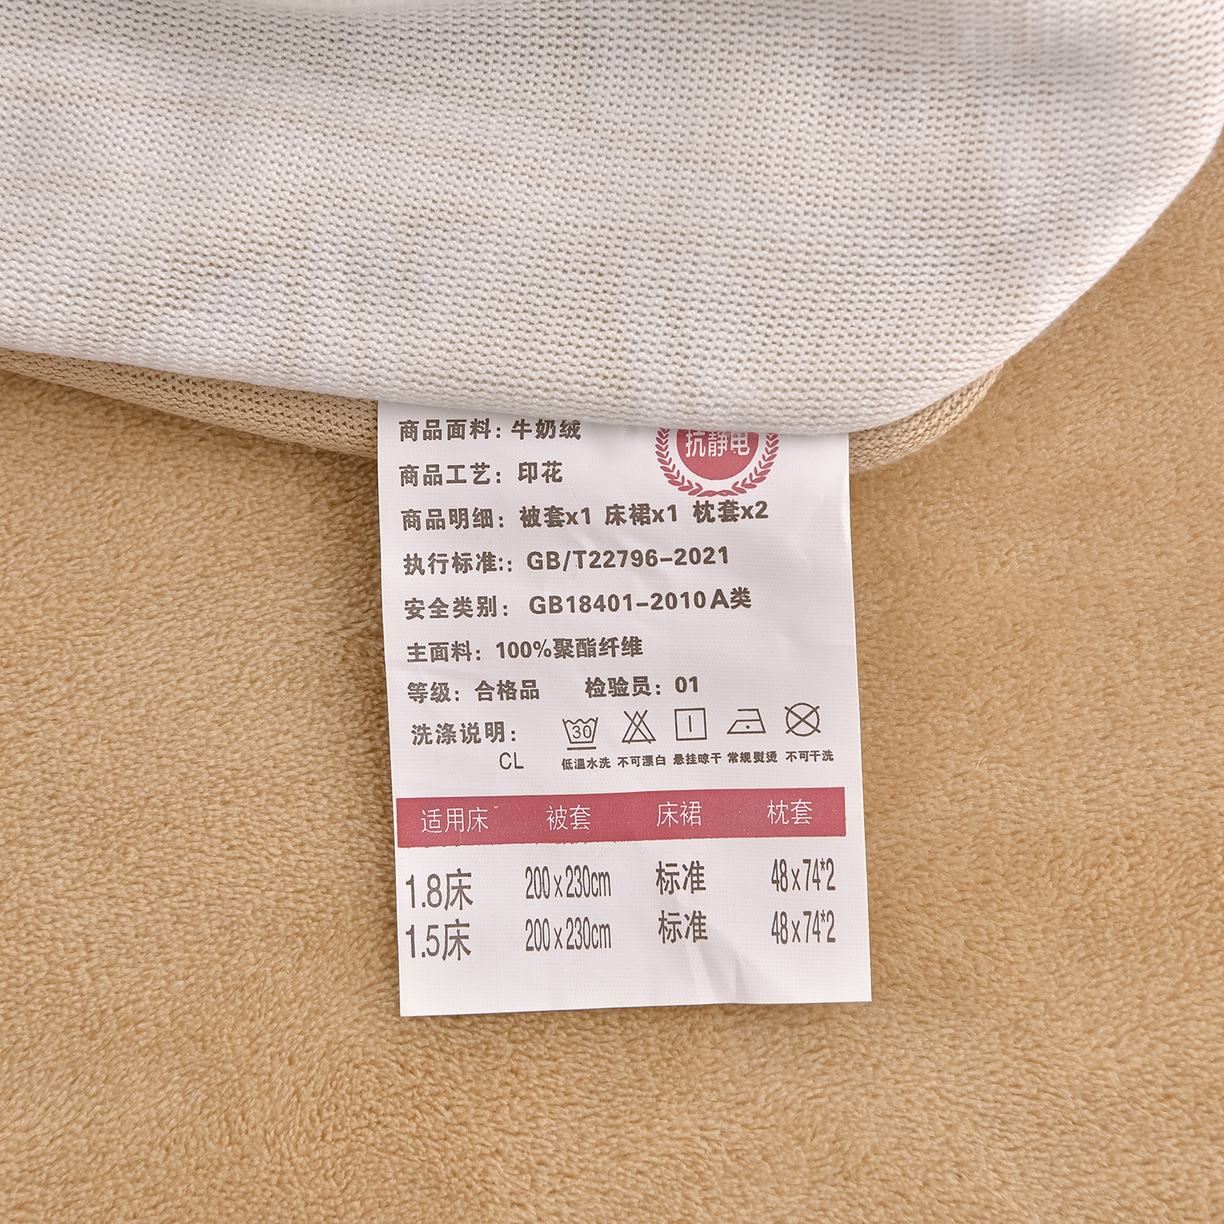 商品面料：牛奶绒
抗静电
商品工艺：印花
商品明细：被套x1 床裙x1 枕套x2
执行标准:：GB/T22796-2021
安全类别：GB18401-2010A类
主面料：100%聚酯纤维
等级：合格品 检验员：01
洗涤说明：
30
CL
低温水洗 不可漂白 悬挂晾干 常规熨烫 不可干洗
适用床 被套 床裙 枕套
1.8床 200x230cm 标准 48x74*2
1.5床 200x230cm 标准 48x74*2